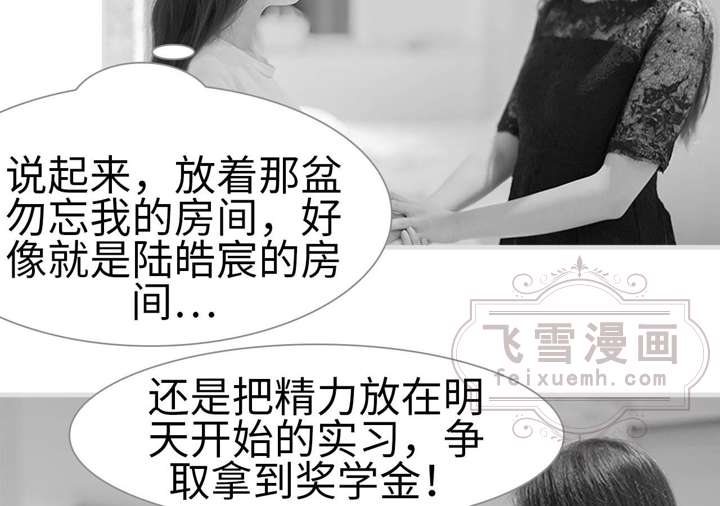 说起来，放着那盆
勿忘我的房间，好
像就是陆皓宸的房
间...
飞雪漫画
feixuemh.com
还是把精力放在明
天开始的实习，争
取拿到奖学金！